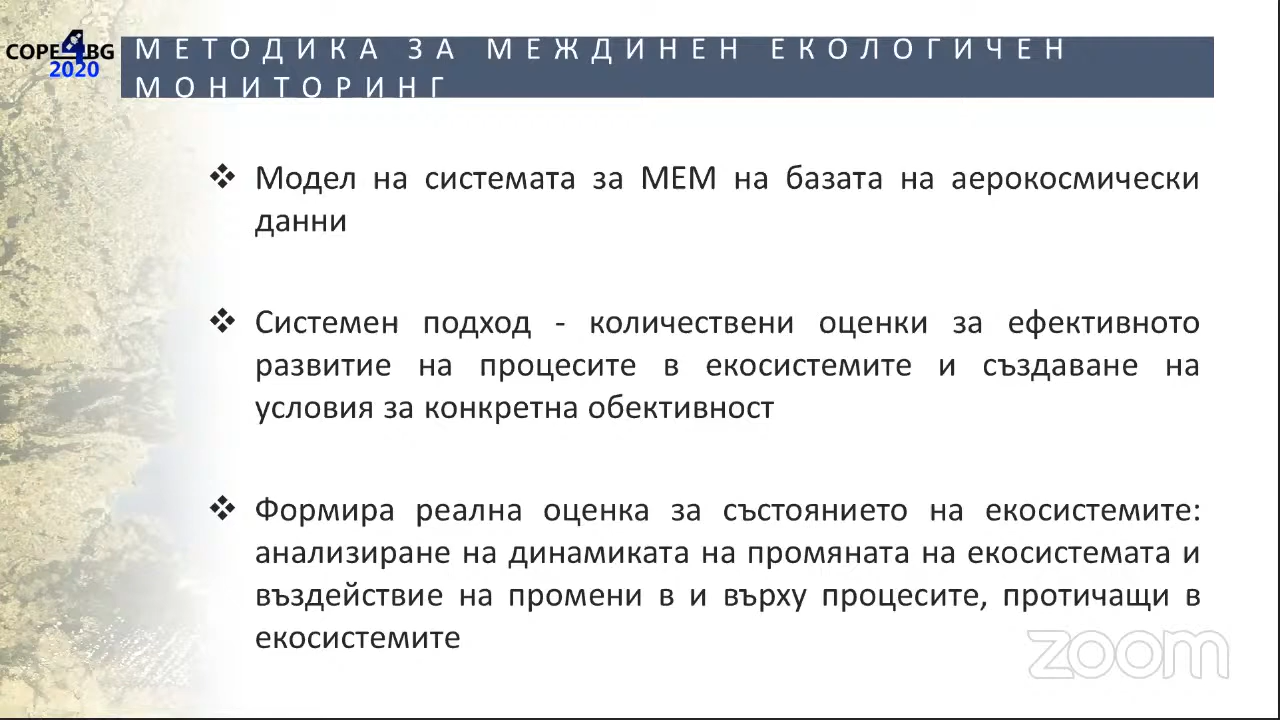 COPE4BG
2020
МЕТОДИКА ЗА МЕЖДИНЕН ЕКОЛОГИЧЕН
МОНИТОРИНГ
❖ Модел на системата за МЕМ на базата на аерокосмически
данни
❖ Системен подход - количествени оценки за ефективното
развитие на процесите в екосистемите и създаване на
условия за конкретна обективност
❖ Формира реална оценка за състоянието на екосистемите:
анализиране на динамиката на промяната на екосистемата и
въздействие на промени в и върху процесите, протичащи в
екосистемите
zoom